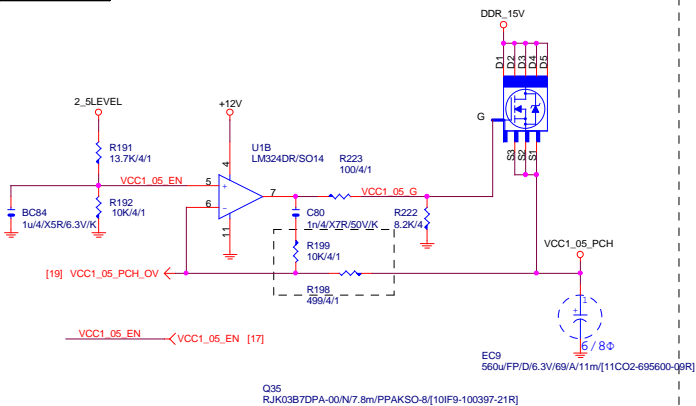 DDR_15V
D1
D2
D3
D4
D5
G
S3
S2
S1
2_5LEVEL
+12V
R191
13.7K/4/1
U1B
LM324DR/SO14
R223
100/4/1
VCC1_05_EN
VCC1_05_G
4
5
+
6
-
7
11
BC84
1u/4/X5R/6.3V/K
R192
10K/4/1
C80
1n/4/X7R/50V/K
R222
8.2K/4
R199
10K/4/1
VCC1_05_PCH
[19] VCC1_05_PCH_OV
R198
499/4/1
1
+
6/8Φ
VCC1_05_EN
VCC1_05_EN [17]
EC9
560u/FP/D/6.3V/69/A/11m/[11CO2-695600-09R]
Q35
RJK03B7DPA-00/N/7.8m/PPAKSO-8/[10IF9-100397-21R]